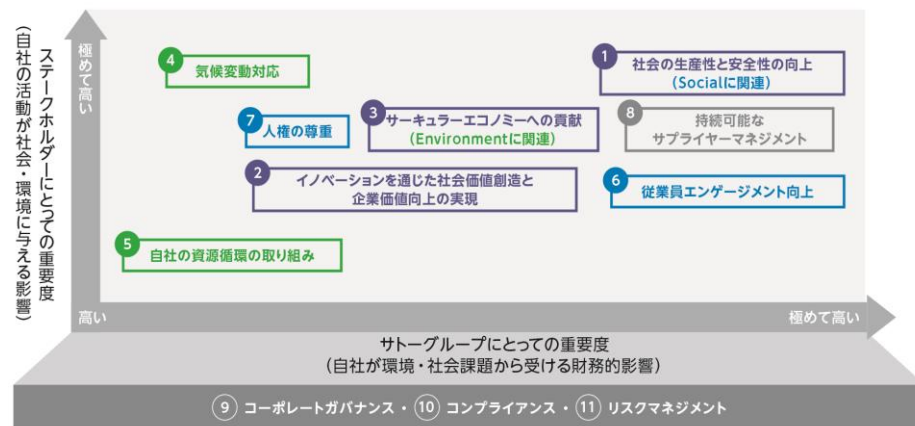 ステークホルダーにとっての重要度
(自社の活動が社会・環境に与える影響)
極めて高い
4 気候変動対応
1 社会の生産性と安全性の向上
(Socialに関連)
7 人権の尊重
3 サーキュラーエコノミーへの貢献
(Environmentに関連)
8 持続可能な
サプライヤーマネジメント
2 イノベーションを通じた社会価値創造と
企業価値向上の実現
6 従業員エンゲージメント向上
5 自社の資源循環の取り組み
高い
極めて高い
サトーグループにとっての重要度
(自社が環境・社会課題から受ける財務的影響)
⑨ コーポレートガバナンス・⑩ コンプライアンス・⑪ リスクマネジメント